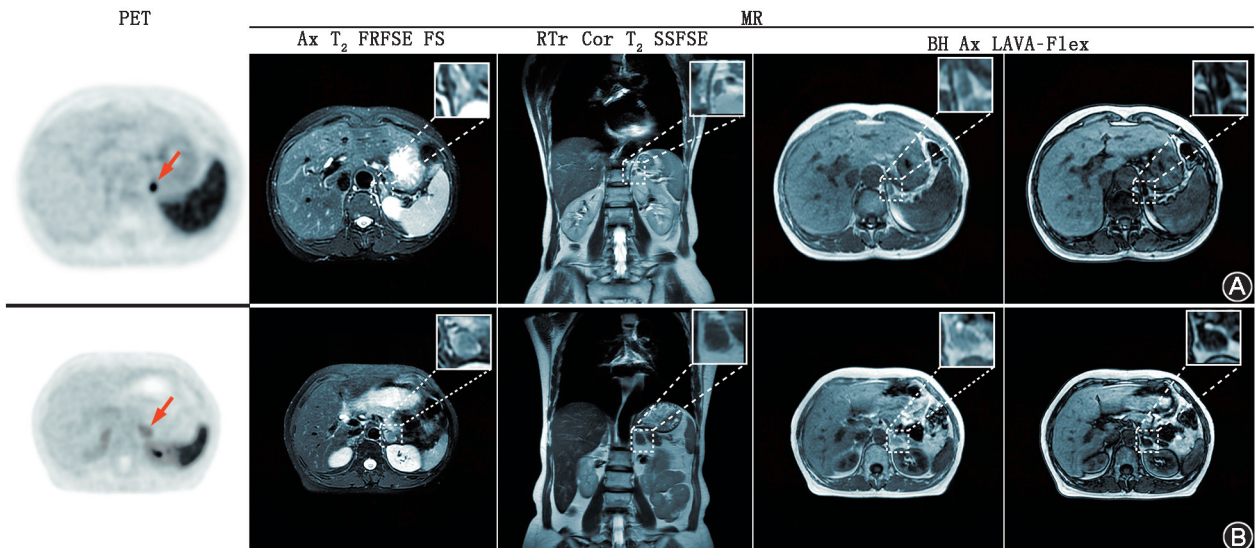 PET
MR
Ax T₂ FRFSE FS
RTr Cor T₂ SSFSE
BH Ax LAVA-Flex
A
B